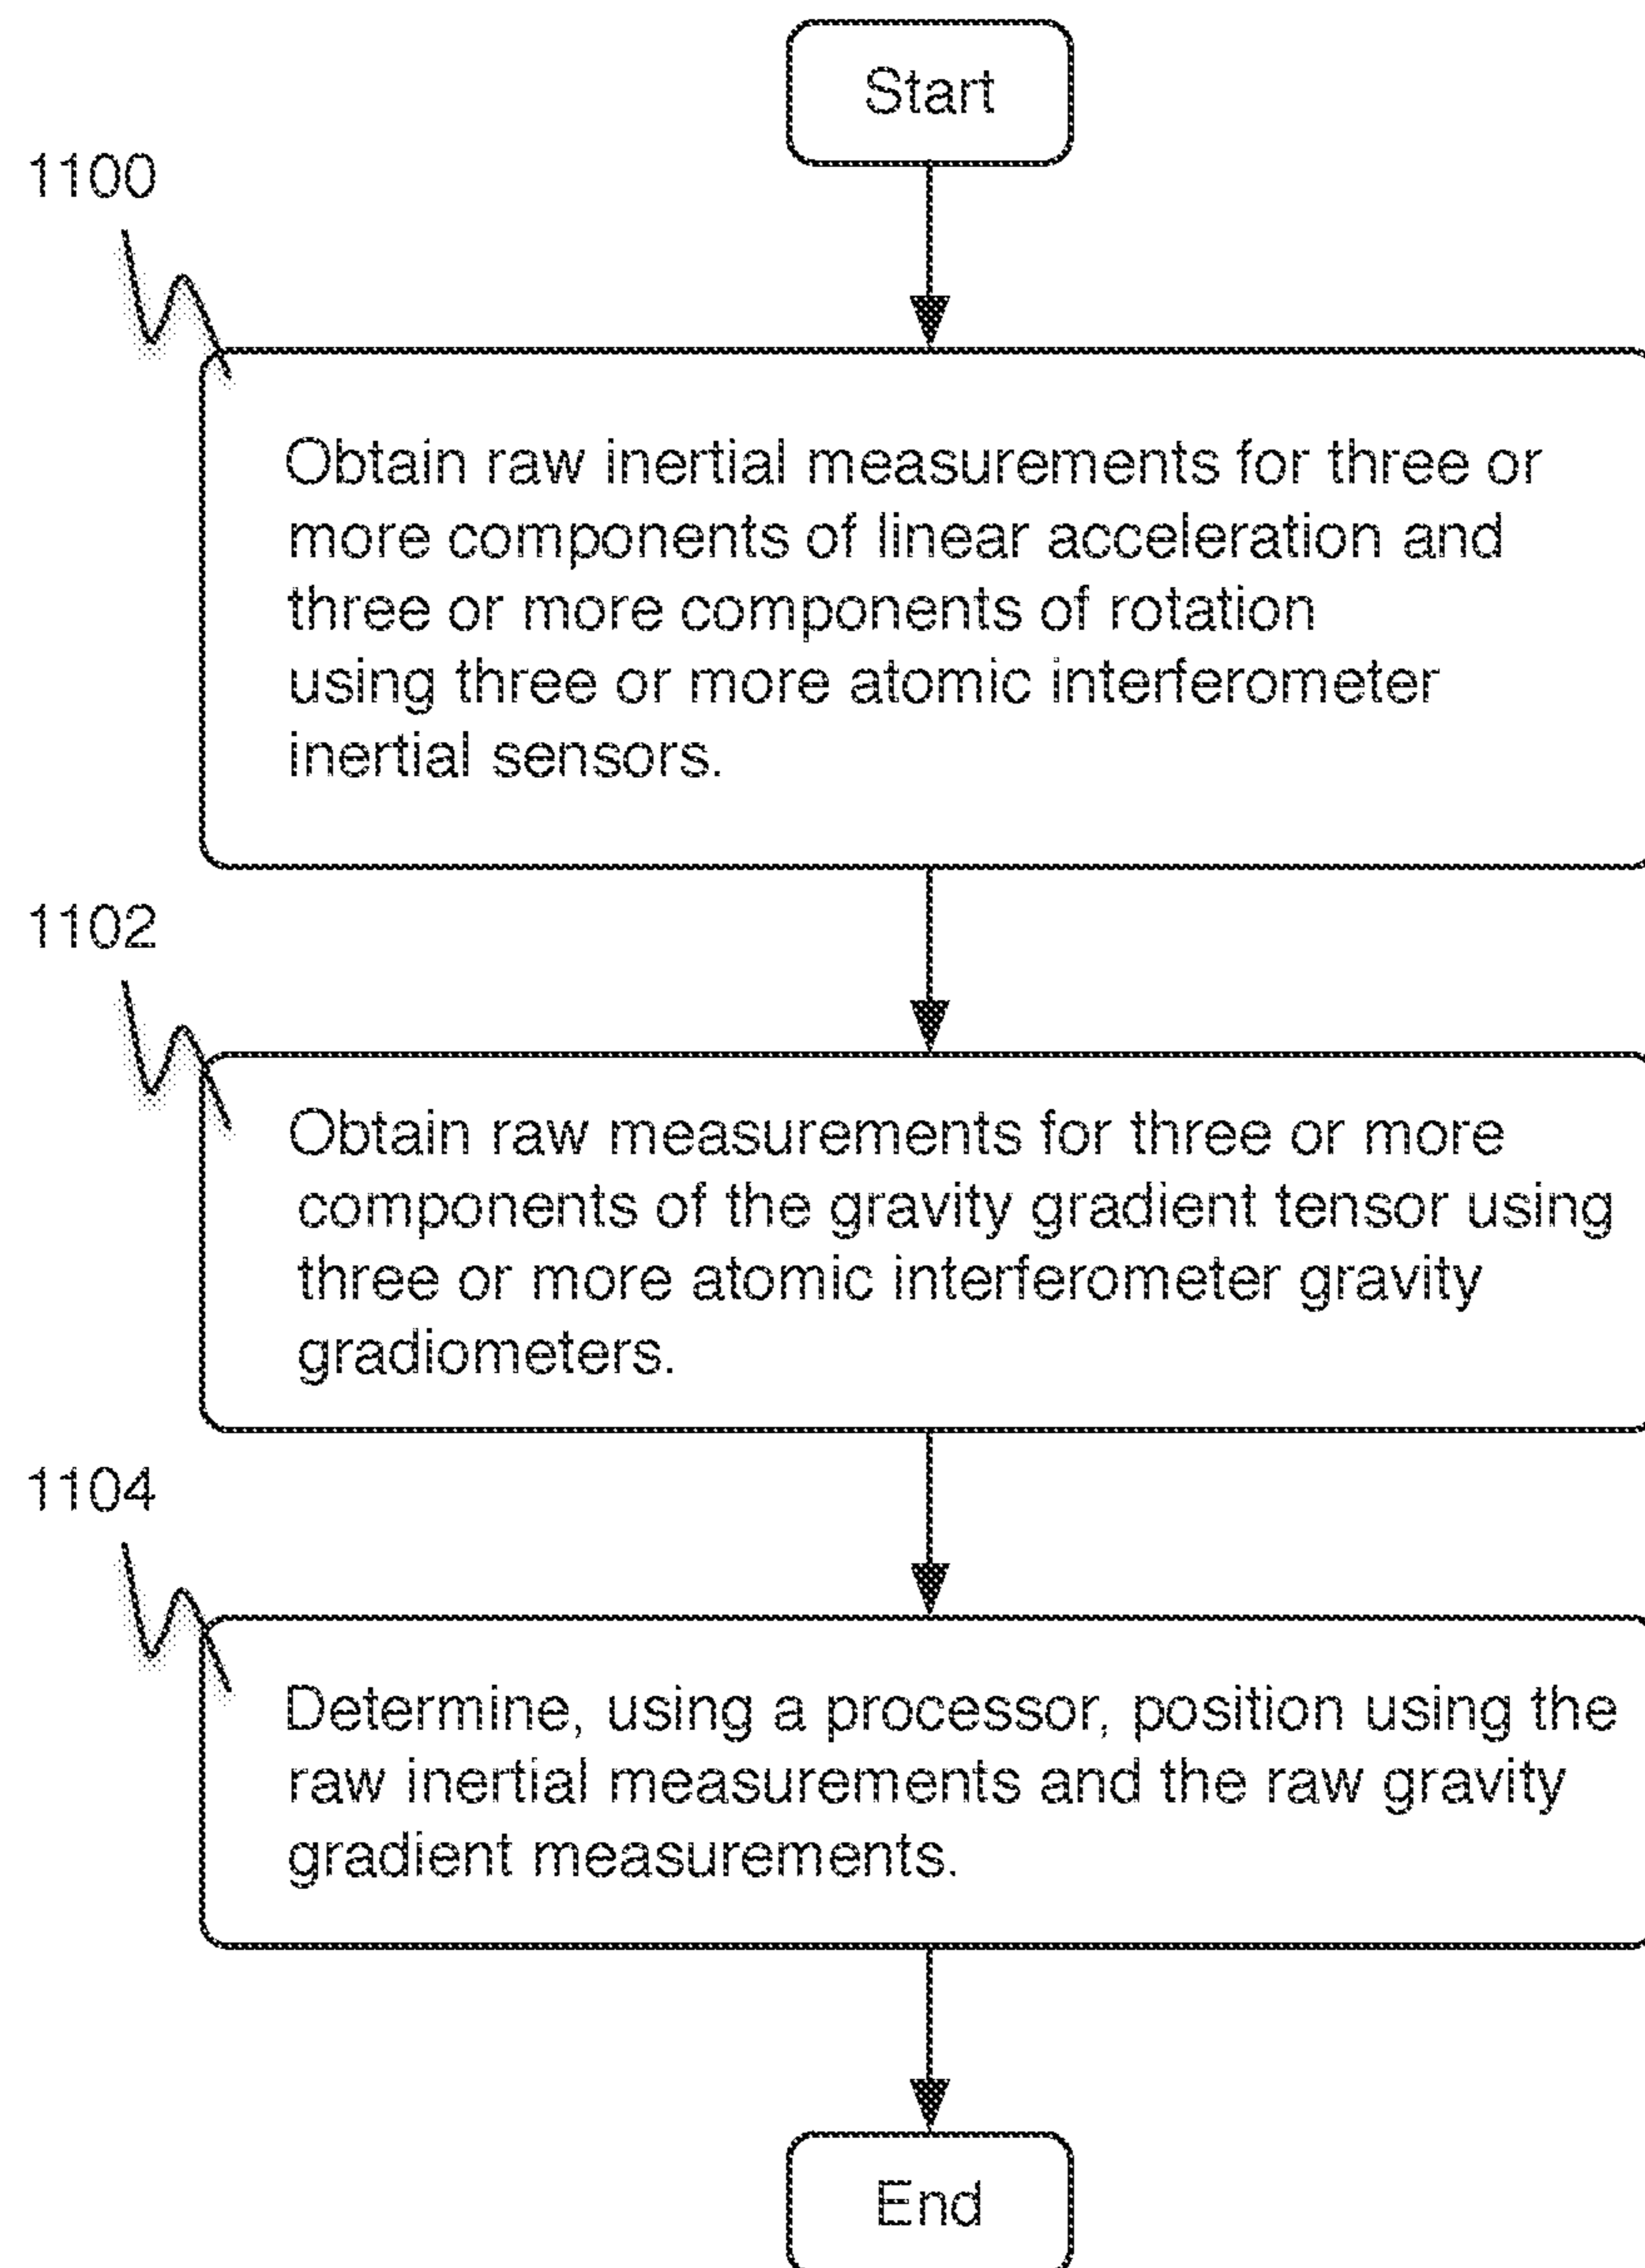 Start
1100
Obtain raw inertial measurements for three or
more components of linear acceleration and
three or more components of rotation
using three or more atomic interferometer
inertial sensors.
1102
Obtain raw measurements for three or more
components of the gravity gradient tensor using
three or more atomic interferometer gravity
gradiometers.
1104
Determine, using a processor, position using the
raw inertial measurements and the raw gravity
gradient measurements.
End